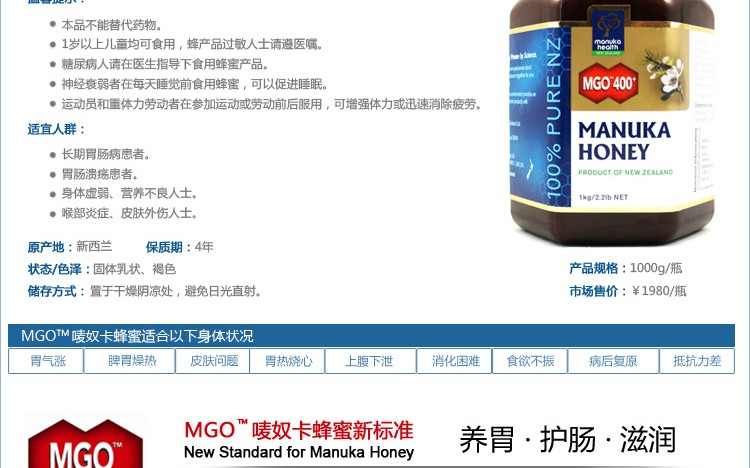 本品不能替代药物。
1岁以上儿童均可食用，蜂产品过敏人士请遵医嘱。
糖尿病人请在医生指导下食用蜂蜜产品。
神经衰弱者在每天睡觉前食用蜂蜜，可以促进睡眠。
运动员和重体力劳动者在参加运动或劳动前后服用，可增强体力或迅速消除疲劳。
适宜人群：
长期胃肠病患者。
胃肠溃疡患者。
身体虚弱、营养不良人士。
喉部炎症、皮肤外伤人士。
原产地：新西兰 保质期：4年
状态/色泽：固体乳状、褐色
储存方式：置于干燥阴凉处，避免日光直射。
manuka
health
NEW ZEALAND
MGO™400+
100% PURE NZ
MANUKA
HONEY
PRODUCT OF NEW ZEALAND
1kg/2.2lb NET
产品规格：1000g/瓶
市场售价：￥1980/瓶
MGO™ 唛奴卡蜂蜜适合以下身体状况
胃气涨 脾胃燥热 皮肤问题 胃热烧心 上腹下泄 消化困难 食欲不振 病后复原 抵抗力差
MGO™
MGO™ 唛奴卡蜂蜜新标准
New Standard for Manuka Honey
养胃·护肠·滋润